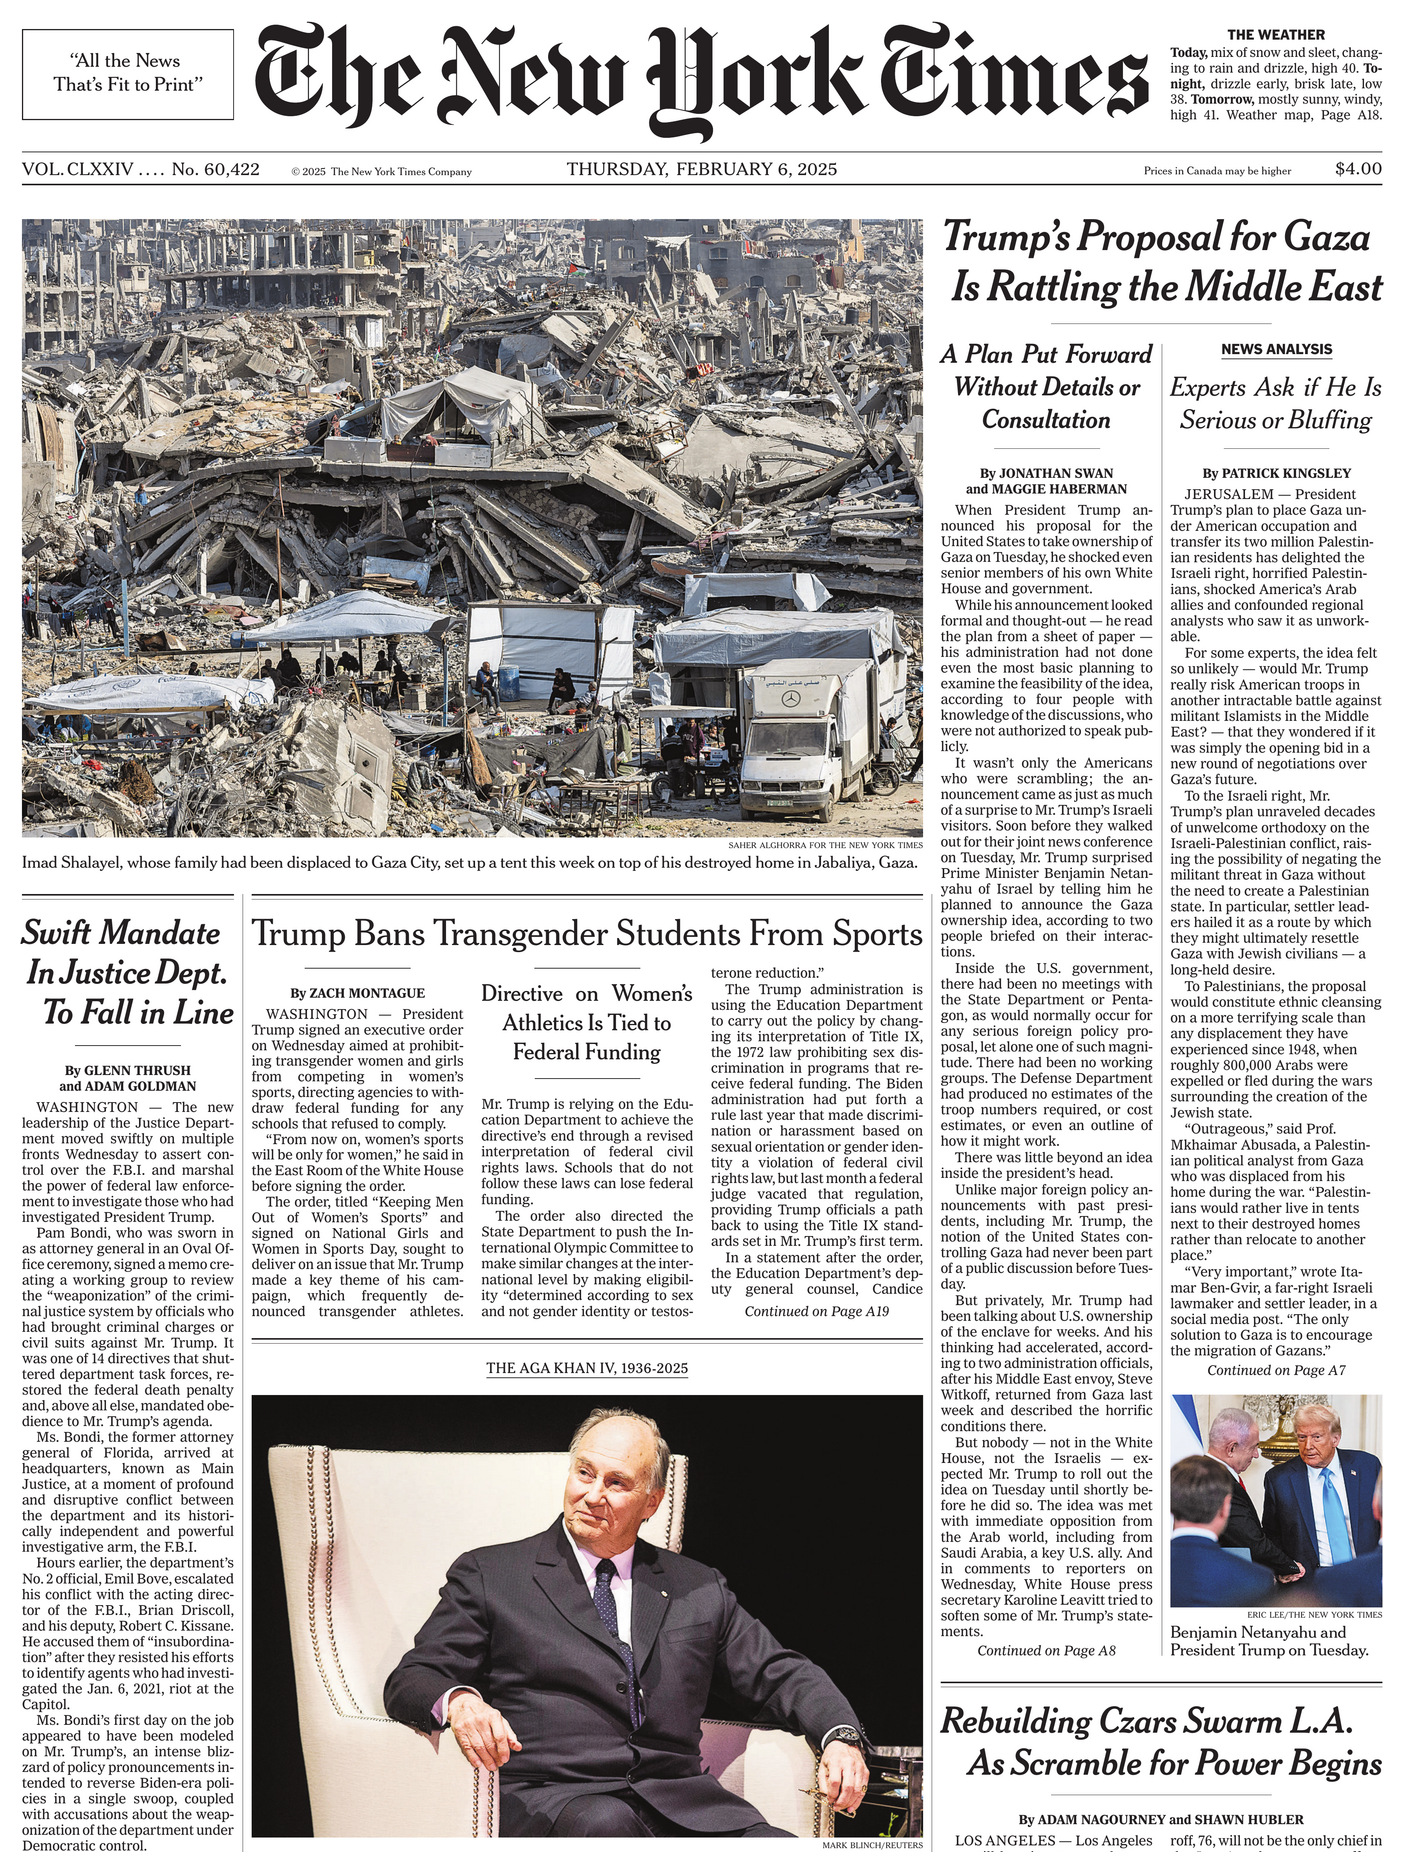 “All the News
That’s Fit to Print”
The New York Times
THE WEATHER
Today, mix of snow and sleet, chang-
ing to rain and drizzle, high 40. To-
night, drizzle early, brisk late, low
38. Tomorrow, mostly sunny, windy,
high 41. Weather map, Page A18.
VOL. CLXXIV .... No. 60,422
© 2025 The New York Times Company
THURSDAY, FEBRUARY 6, 2025
Prices in Canada may be higher
$4.00
SAHER ALGHORRA FOR THE NEW YORK TIMES
Imad Shalayel, whose family had been displaced to Gaza City, set up a tent this week on top of his destroyed home in Jabaliya, Gaza.
Trump’s Proposal for Gaza
Is Rattling the Middle East
A Plan Put Forward
Without Details or
Consultation
By JONATHAN SWAN
and MAGGIE HABERMAN
When President Trump an-
nounced his proposal for the
United States to take ownership of
Gaza on Tuesday, he shocked even
senior members of his own White
House and government.
While his announcement looked
formal and thought-out — he read
the plan from a sheet of paper —
his administration had not done
even the most basic planning to
examine the feasibility of the idea,
according to four people with
knowledge of the discussions, who
were not authorized to speak pub-
licly.
It wasn’t only the Americans
who were scrambling; the an-
nouncement came as just as much
of a surprise to Mr. Trump’s Israeli
visitors. Soon before they walked
out for their joint news conference
on Tuesday, Mr. Trump surprised
Prime Minister Benjamin Netan-
yahu of Israel by telling him he
planned to announce the Gaza
ownership idea, according to two
people briefed on their interac-
tions.
Inside the U.S. government,
there had been no meetings with
the State Department or Penta-
gon, as would normally occur for
any serious foreign policy pro-
posal, let alone one of such magni-
tude. There had been no working
groups. The Defense Department
had produced no estimates of the
troop numbers required, or cost
estimates, or even an outline of
how it might work.
There was little beyond an idea
inside the president’s head.
Unlike major foreign policy an-
nouncements with past presi-
dents, including Mr. Trump, the
notion of the United States con-
trolling Gaza had never been part
of a public discussion before Tues-
day.
But privately, Mr. Trump had
been talking about U.S. ownership
of the enclave for weeks. And his
thinking had accelerated, accord-
ing to two administration officials,
after his Middle East envoy, Steve
Witkoff, returned from Gaza last
week and described the horrific
conditions there.
But nobody — not in the White
House, not the Israelis — ex-
pected Mr. Trump to roll out the
idea on Tuesday until shortly be-
fore he did so. The idea was met
with immediate opposition from
the Arab world, including from
Saudi Arabia, a key U.S. ally. And
in comments to reporters on
Wednesday, White House press
secretary Karoline Leavitt tried to
soften some of Mr. Trump’s state-
ments.
Continued on Page A8
NEWS ANALYSIS
Experts Ask if He Is
Serious or Bluffing
By PATRICK KINGSLEY
JERUSALEM — President
Trump’s plan to place Gaza un-
der American occupation and
transfer its two million Palestin-
ian residents has delighted the
Israeli right, horrified Palestin-
ians, shocked America’s Arab
allies and confounded regional
analysts who saw it as unwork-
able.
For some experts, the idea felt
so unlikely — would Mr. Trump
really risk American troops in
another intractable battle against
militant Islamists in the Middle
East? — that they wondered if it
was simply the opening bid in a
new round of negotiations over
Gaza’s future.
To the Israeli right, Mr.
Trump’s plan unraveled decades
of unwelcome orthodoxy on the
Israeli-Palestinian conflict, rais-
ing the possibility of negating the
militant threat in Gaza without
the need to create a Palestinian
state. In particular, settler lead-
ers hailed it as a route by which
they might ultimately resettle
Gaza with Jewish civilians — a
long-held desire.
To Palestinians, the proposal
would constitute ethnic cleansing
on a more terrifying scale than
any displacement they have
experienced since 1948, when
roughly 800,000 Arabs were
expelled or fled during the wars
surrounding the creation of the
Jewish state.
“Outrageous,” said Prof.
Mkhaimar Abusada, a Palestin-
ian political analyst from Gaza
who was displaced from his
home during the war. “Palestin-
ians would rather live in tents
next to their destroyed homes
rather than relocate to another
place.”
“Very important,” wrote Ita-
mar Ben-Gvir, a far-right Israeli
lawmaker and settler leader, in a
social media post. “The only
solution to Gaza is to encourage
the migration of Gazans.”
Continued on Page A7
ERIC LEE/THE NEW YORK TIMES
Benjamin Netanyahu and
President Trump on Tuesday.
Swift Mandate
In Justice Dept.
To Fall in Line
By GLENN THRUSH
and ADAM GOLDMAN
WASHINGTON — The new
leadership of the Justice Depart-
ment moved swiftly on multiple
fronts Wednesday to assert con-
trol over the F.B.I. and marshal
the power of federal law enforce-
ment to investigate those who had
investigated President Trump.
Pam Bondi, who was sworn in
as attorney general in an Oval Of-
fice ceremony, signed a memo cre-
ating a working group to review
the “weaponization” of the crimi-
nal justice system by officials who
had brought criminal charges or
civil suits against Mr. Trump. It
was one of 14 directives that shut-
tered department task forces, re-
stored the federal death penalty
and, above all else, mandated obe-
dience to Mr. Trump’s agenda.
Ms. Bondi, the former attorney
general of Florida, arrived at
headquarters, known as Main
Justice, at a moment of profound
and disruptive conflict between
the department and its histori-
cally independent and powerful
investigative arm, the F.B.I.
Hours earlier, the department’s
No. 2 official, Emil Bove, escalated
his conflict with the acting direc-
tor of the F.B.I., Brian Driscoll,
and his deputy, Robert C. Kissane.
He accused them of “insubordina-
tion” after they resisted his efforts
to identify agents who had investi-
gated the Jan. 6, 2021, riot at the
Capitol.
Ms. Bondi’s first day on the job
appeared to have been modeled
on Mr. Trump’s, an intense bliz-
zard of policy pronouncements in-
tended to reverse Biden-era poli-
cies in a single swoop, coupled
with accusations about the weap-
onization of the department under
Democratic control.
Trump Bans Transgender Students From Sports
By ZACH MONTAGUE
WASHINGTON — President
Trump signed an executive order
on Wednesday aimed at prohibit-
ing transgender women and girls
from competing in women’s
sports, directing agencies to with-
draw federal funding for any
schools that refused to comply.
“From now on, women’s sports
will be only for women,” he said in
the East Room of the White House
before signing the order.
The order, titled “Keeping Men
Out of Women’s Sports” and
signed on National Girls and
Women in Sports Day, sought to
deliver on an issue that Mr. Trump
made a key theme of his cam-
paign, which frequently de-
nounced transgender athletes.
Directive on Women’s
Athletics Is Tied to
Federal Funding
Mr. Trump is relying on the Edu-
cation Department to achieve the
directive’s end through a revised
interpretation of federal civil
rights laws. Schools that do not
follow these laws can lose federal
funding.
The order also directed the
State Department to push the In-
ternational Olympic Committee to
make similar changes at the inter-
national level by making eligibil-
ity “determined according to sex
and not gender identity or testos-
terone reduction.”
The Trump administration is
using the Education Department
to carry out the policy by chang-
ing its interpretation of Title IX,
the 1972 law prohibiting sex dis-
crimination in programs that re-
ceive federal funding. The Biden
administration had put forth a
rule last year that made discrimi-
nation or harassment based on
sexual orientation or gender iden-
tity a violation of federal civil
rights law, but last month a federal
judge vacated that regulation,
providing Trump officials a path
back to using the Title IX stand-
ards set in Mr. Trump’s first term.
In a statement after the order,
the Education Department’s dep-
uty general counsel, Candice
Continued on Page A19
THE AGA KHAN IV, 1936-2025
MARK BLINCH/REUTERS
Rebuilding Czars Swarm L.A.
As Scramble for Power Begins
By ADAM NAGOURNEY and SHAWN HUBLER
LOS ANGELES — Los Angeles
roff, 76, will not be the only chief in